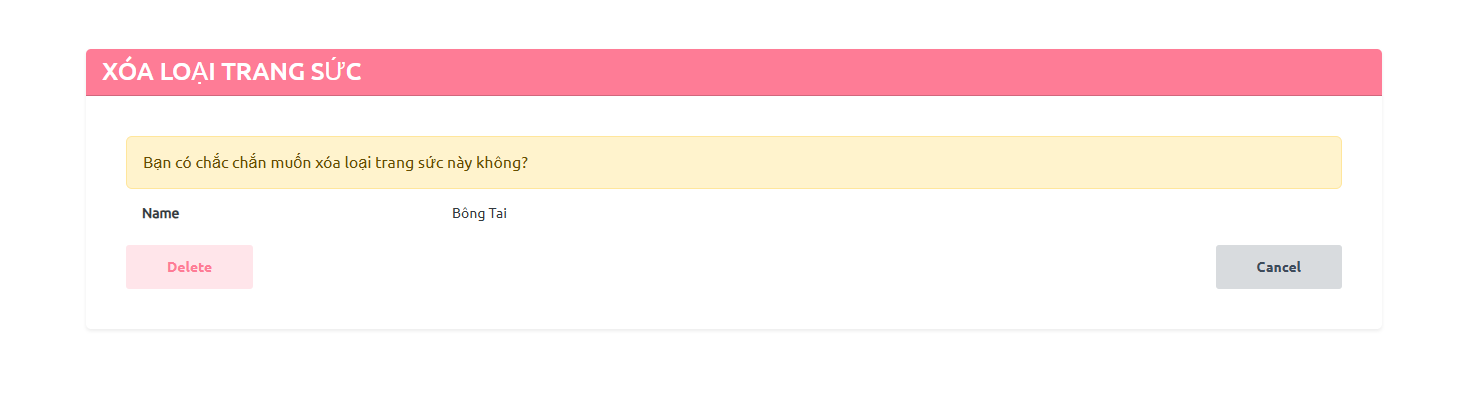 XÓA LOẠI TRANG SỨC
Bạn có chắc chắn muốn xóa loại trang sức này không?
Name Bông Tai
Delete Cancel